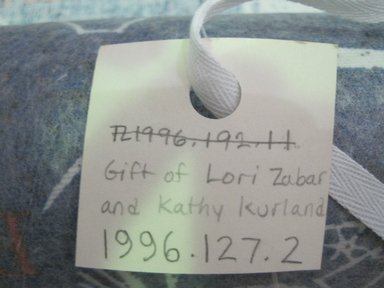 TL1996.192.11
Gift of Lori Zabar
and Kathy Kurland
1996.127.2